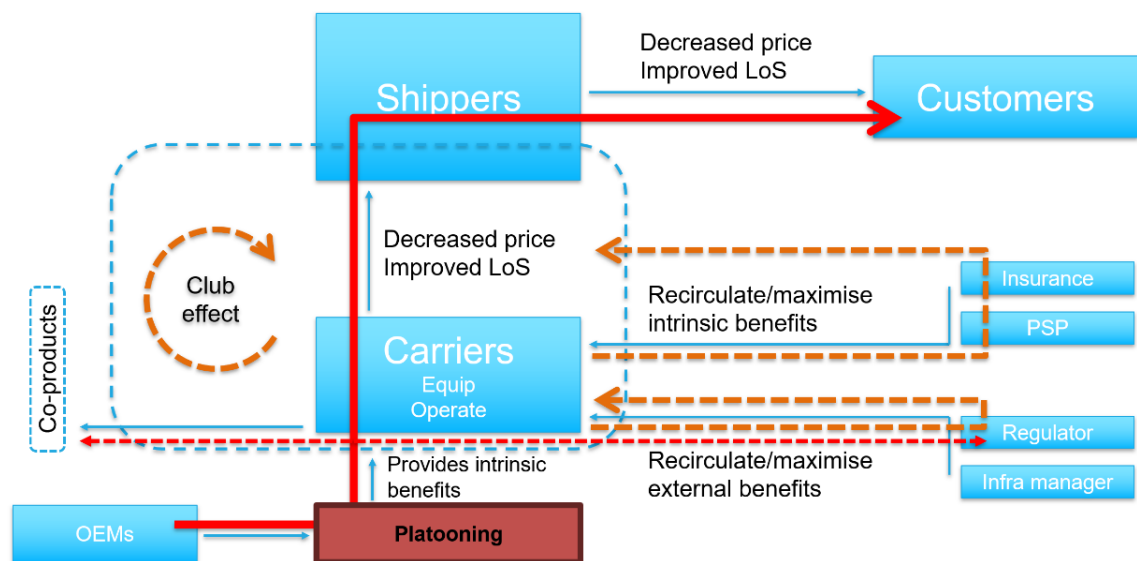 Shippers
Decreased price
Improved LoS
Customers
Decreased price
Improved LoS
Club
effect
Co-products
Carriers
Equip
Operate
Recirculate/maximise
intrinsic benefits
Insurance
PSP
Regulator
Infra manager
Recirculate/maximise
external benefits
Provides intrinsic
benefits
OEMs
Platooning